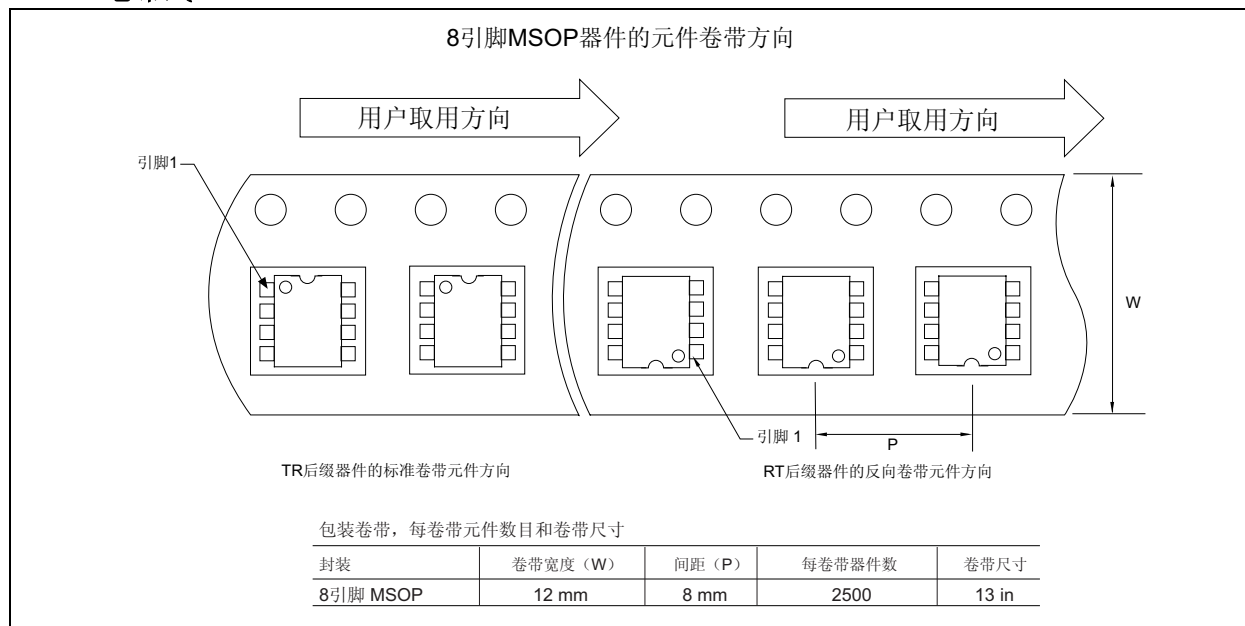 8引脚MSOP器件的元件卷带方向
用户取用方向
用户取用方向
引脚1
W
引脚 1
P
TR后缀器件的标准卷带元件方向
RT后缀器件的反向卷带元件方向
包装卷带，每卷带元件数目和卷带尺寸
封装 卷带宽度（W） 间距（P） 每卷带器件数 卷带尺寸
8引脚 MSOP 12 mm 8 mm 2500 13 in